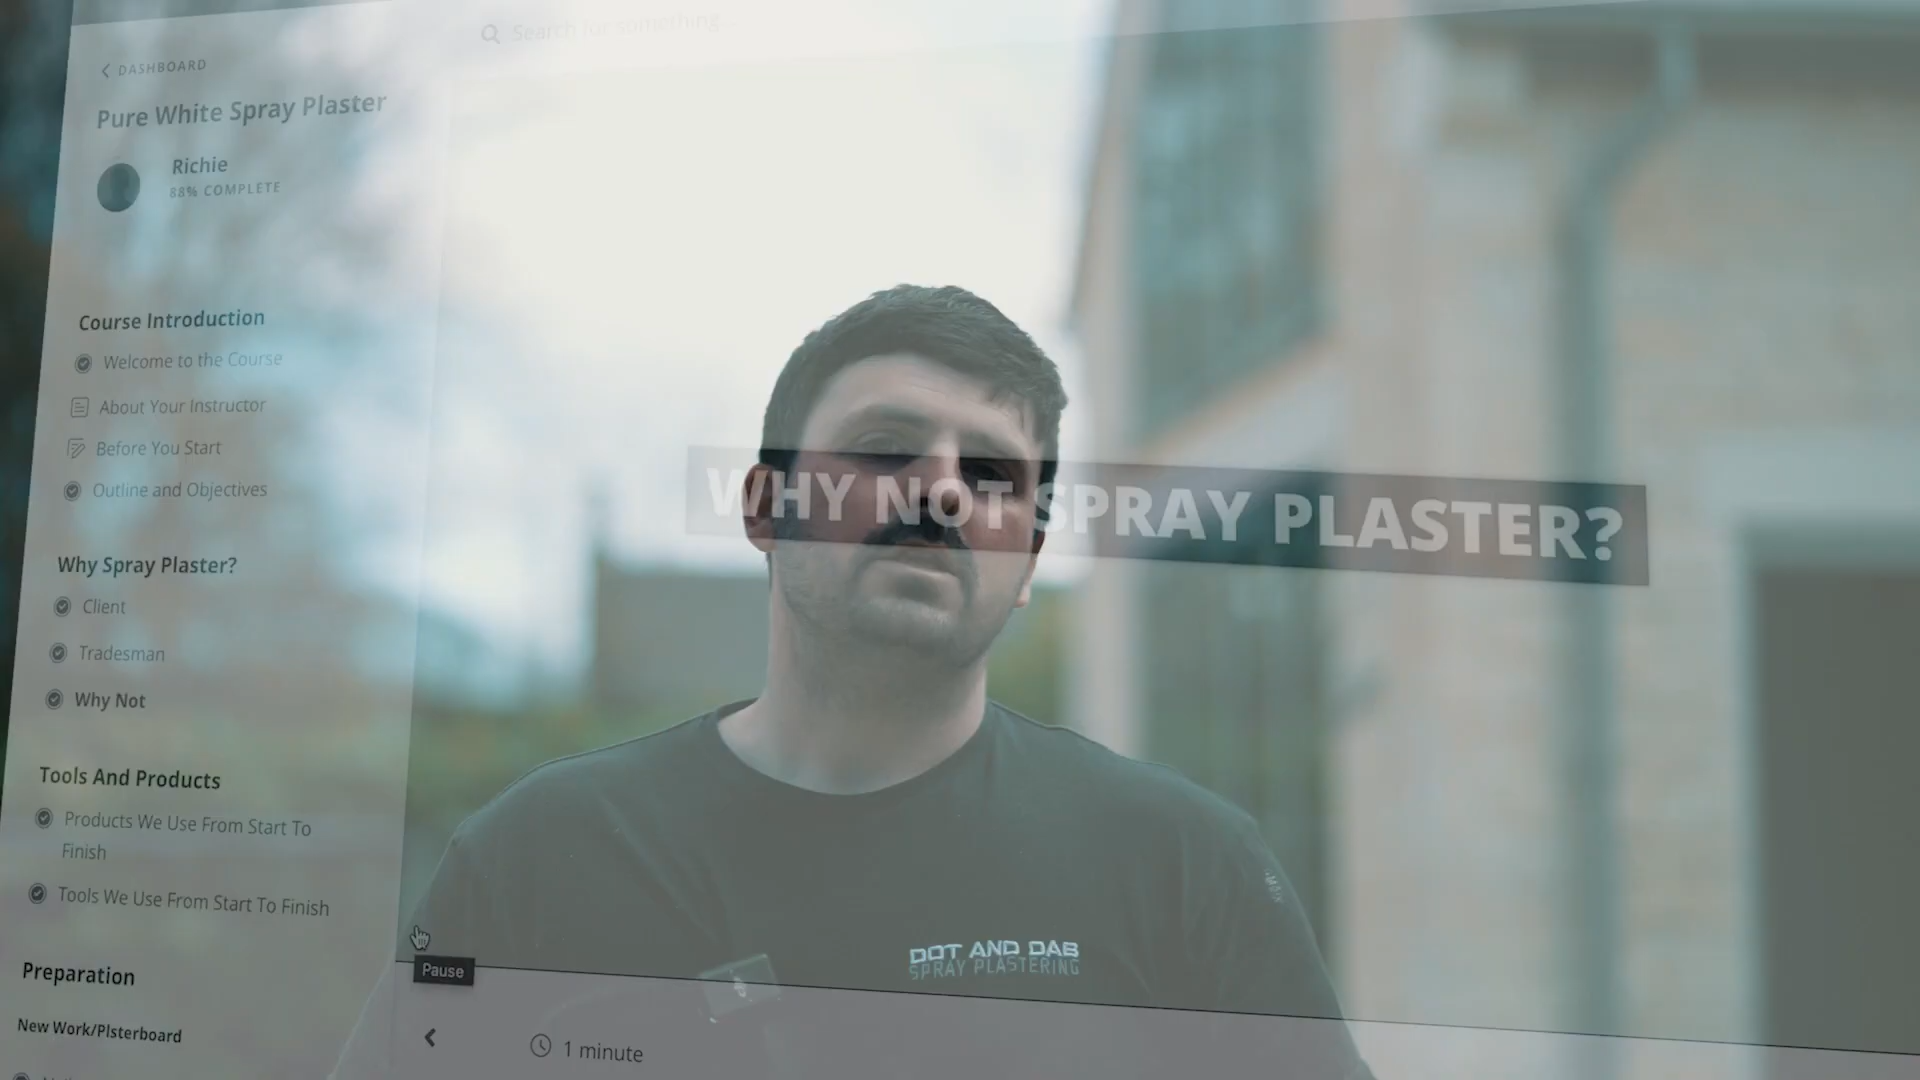 Search for something...
DASHBOARD
Pure White Spray Plaster
Richie
88% COMPLETE
Course Introduction
Welcome to the Course
About Your Instructor
Before You Start
Outline and Objectives
Why Spray Plaster?
Client
Tradesman
Why Not
Tools And Products
Products We Use From Start To
Finish
Tools We Use From Start To Finish
Preparation
New Work/Plsterboard
WHY NOT SPRAY PLASTER?
DOT AND DAB
SPRAY PLASTERING
Pause
1 minute